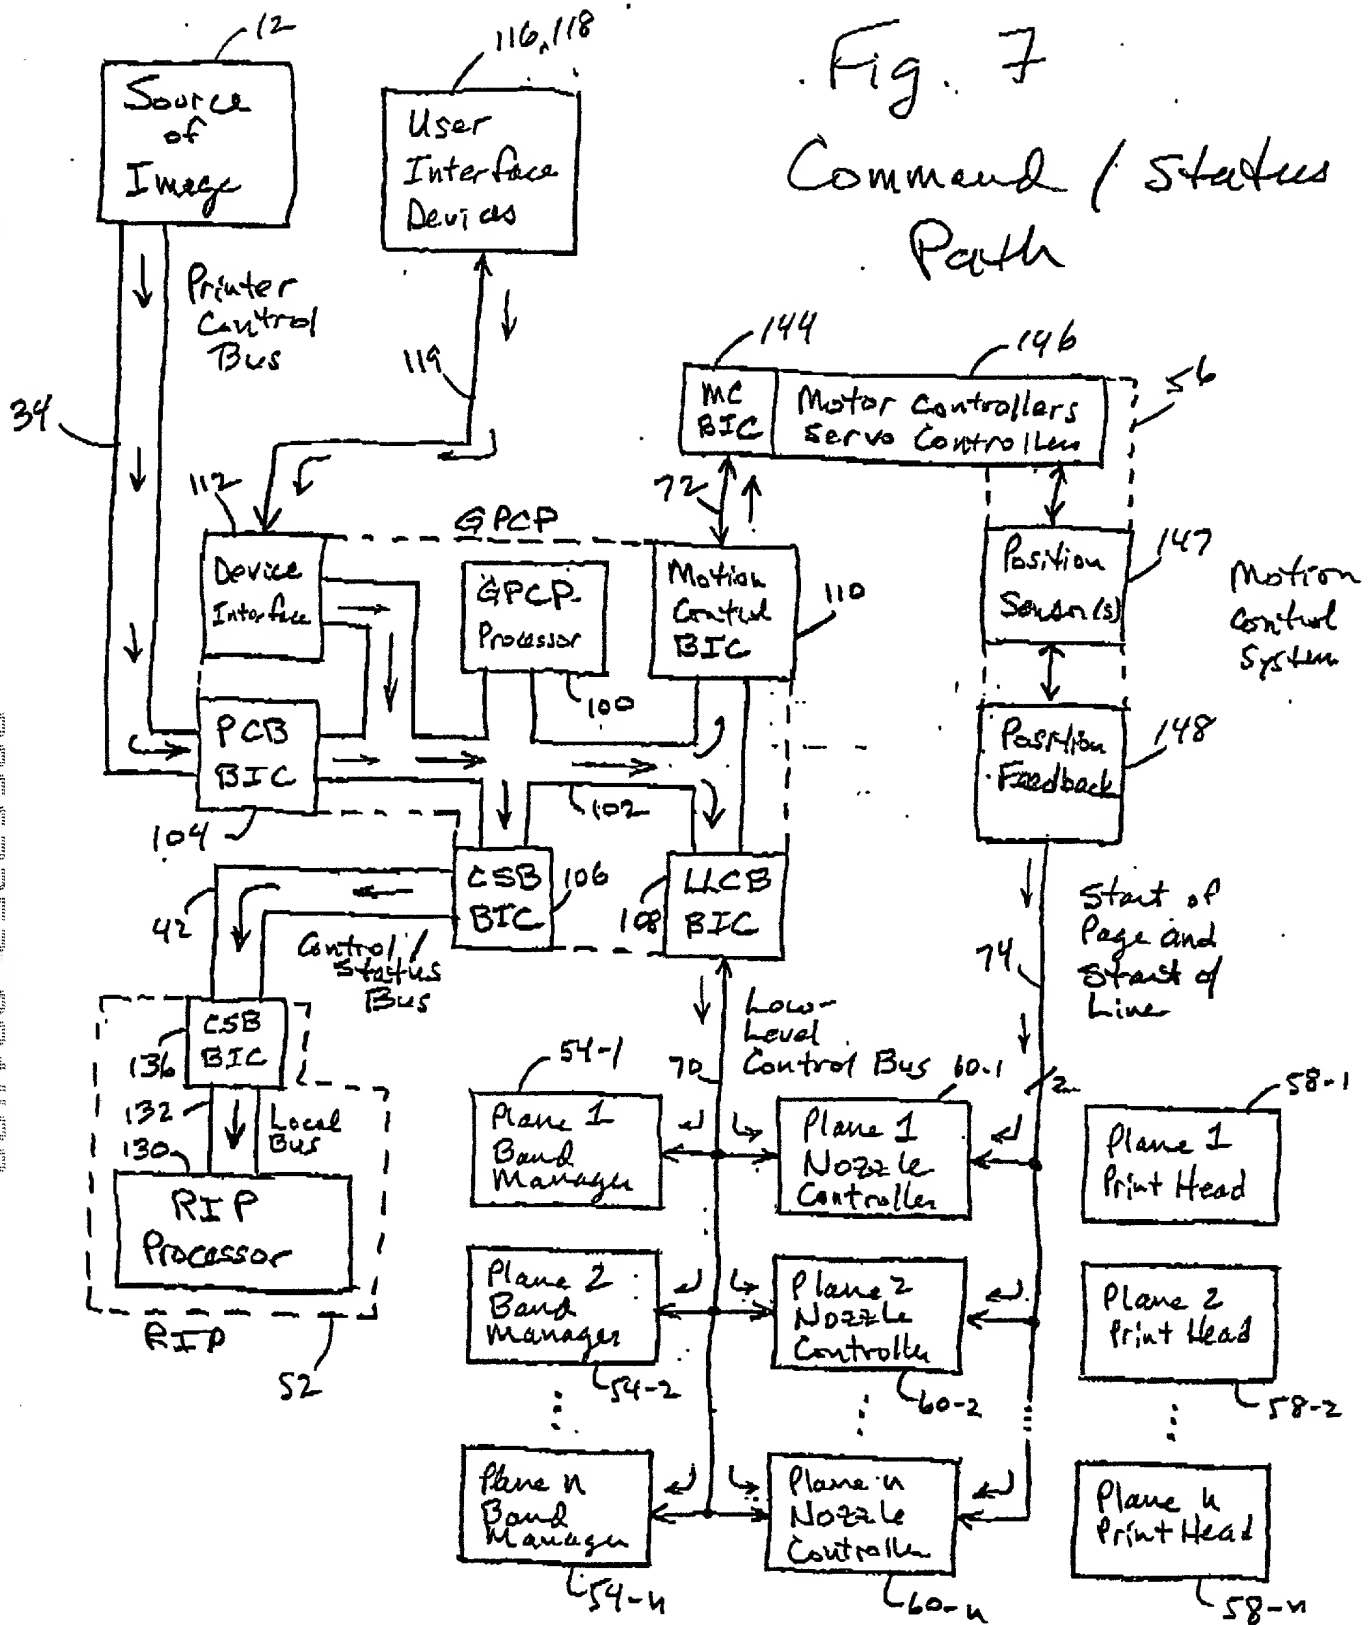 Fig. 7
Command / Status
Path
12
Source
of
Image
116, 118
User
Interface
Devices
Printer
Control
Bus
34
119
144
146
56
MC
BIC
Motor Controllers
Servo Controllers
72
112
GPCP
Device
Interface
GPCP
Processor
100
Motion
Control
BIC
110
Position
Sensor(s)
147
Motion
Control
System
PCB
BIC
104
102
Position
Feedback
148
CSB
BIC
106
108
LLCB
BIC
42
Control/
Status
Bus
Start of
Page and
Start of
Line
74
CSB
BIC
136
132
Local
Bus
130
RIP
Processor
RIP
52
Low-
Level
Control Bus
70
2
54-1
Plane 1
Band
Manager
60-1
Plane 1
Nozzle
Controller
58-1
Plane 1
Print Head
Plane 2
Band
Manager
54-2
Plane 2
Nozzle
Controller
60-2
Plane 2
Print Head
58-2
Plane n
Band
Manager
54-n
Plane n
Nozzle
Controller
60-n
Plane n
Print Head
58-n